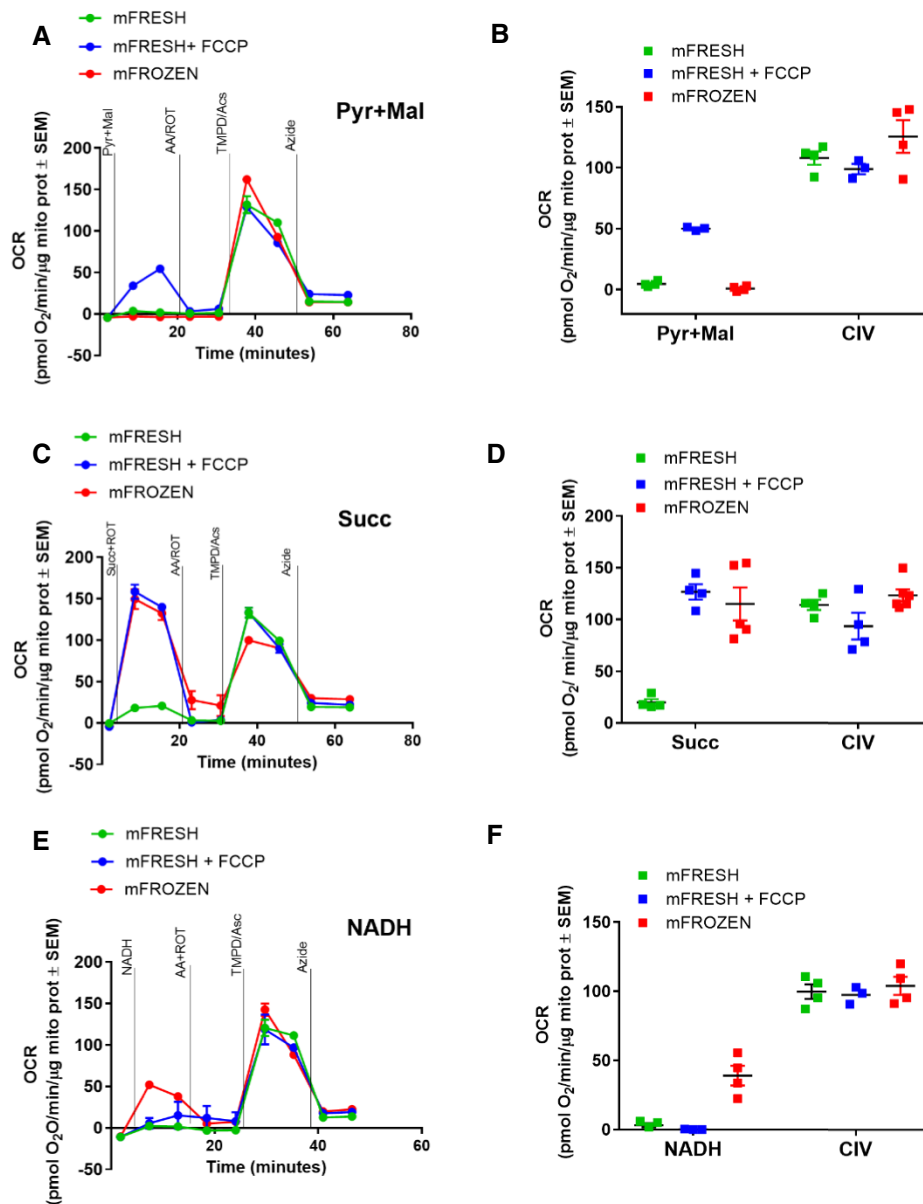 A
mFRESH
mFRESH+ FCCP
mFROZEN
Pyr+Mal
Pyr+Mal
AA/ROT
TMPD/Acs
Azide
OCR
(pmol O2/min/µg mito prot ± SEM)
200
150
100
50
0
-50
20
40
60
80
Time (minutes)
B
mFRESH
mFRESH + FCCP
mFROZEN
OCR
(pmol O2/min/µg mito prot ± SEM)
150
100
50
0
Pyr+Mal
CIV
C
mFRESH
mFRESH + FCCP
mFROZEN
Succ
Succ+ROT
AA/ROT
TMPD/Acs
Azide
OCR
(pmol O2/min/µg mito prot ± SEM)
200
150
100
50
0
-50
20
40
60
80
Time (minutes)
D
mFRESH
mFRESH + FCCP
mFROZEN
OCR
(pmol O2/ min/µg mito prot ± SEM)
200
150
100
50
0
Succ
CIV
E
mFRESH
mFRESH + FCCP
mFROZEN
NADH
NADH
AA+ROT
TMPD/Asc
Azide
OCR
(pmol O2O/min/µg mito prot ± SEM)
200
150
100
50
0
-50
20
40
60
Time (minutes)
F
mFRESH
mFRESH + FCCP
mFROZEN
OCR
(pmol O2/min/µg mito prot ± SEM)
150
100
50
0
NADH
CIV